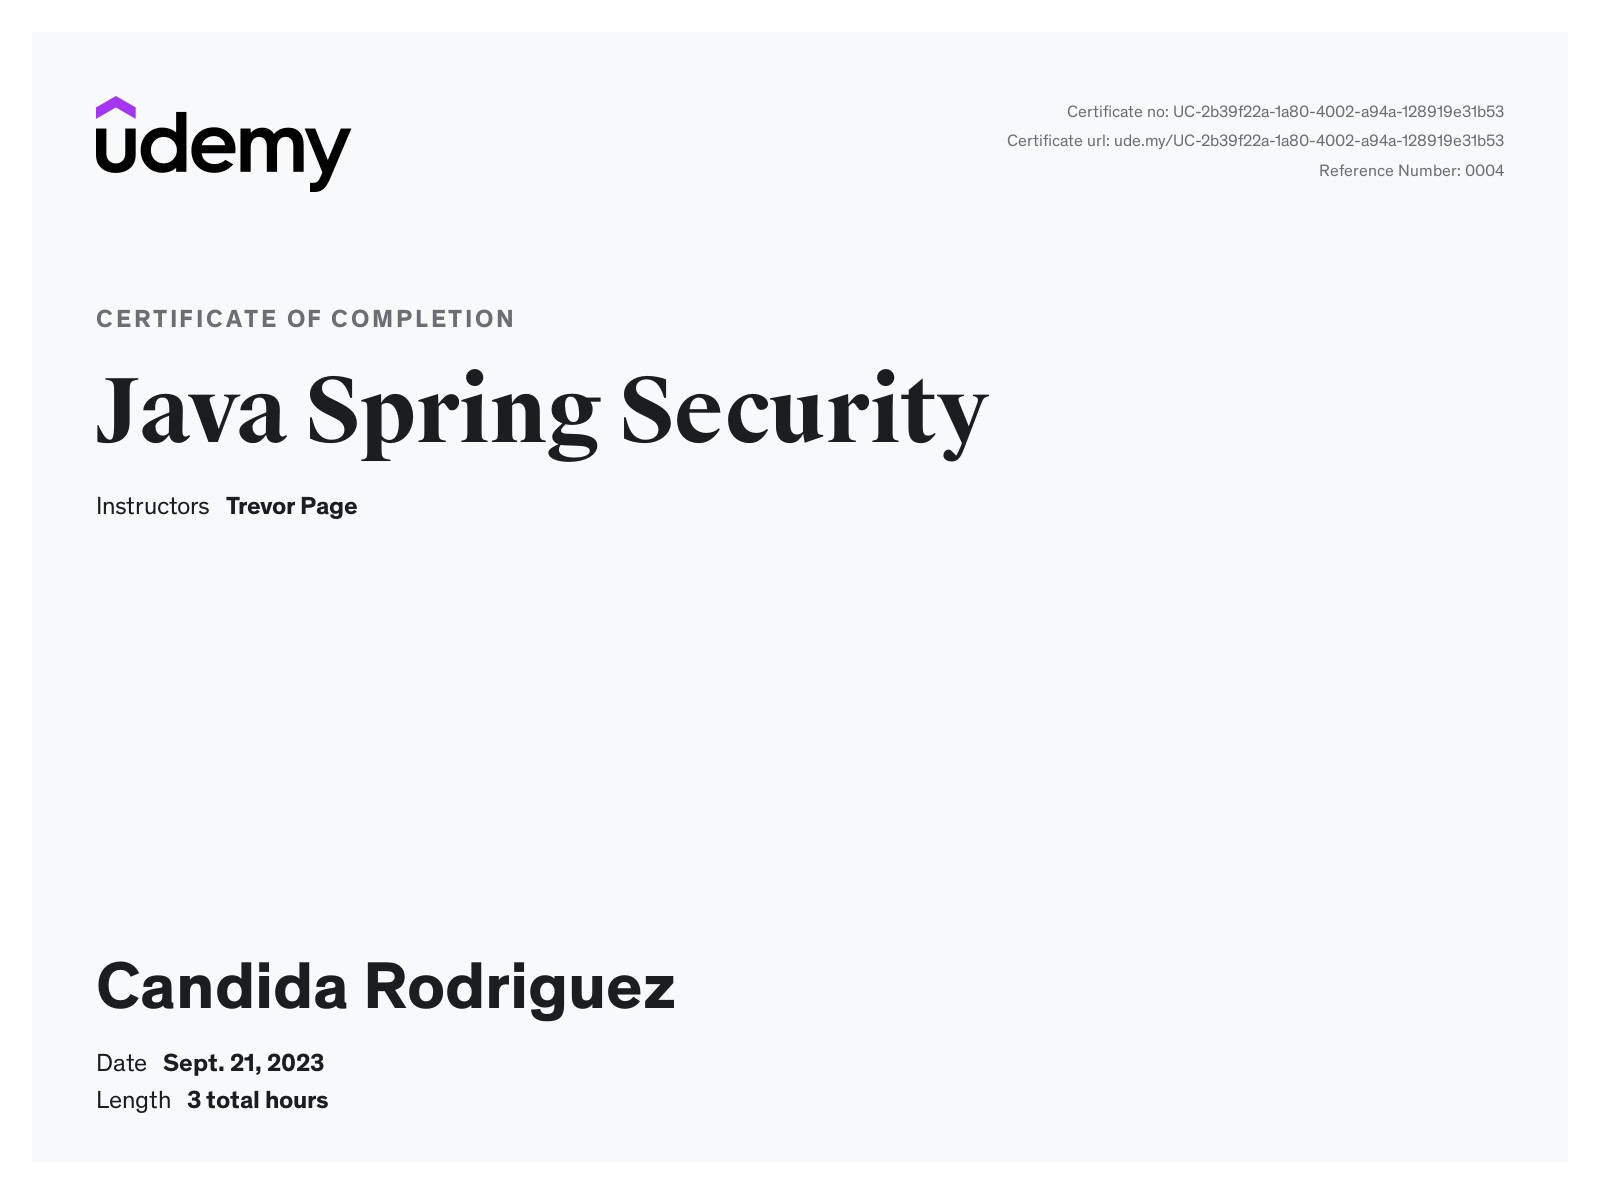 udemy
Certificate no: UC-2b39f22a-1a80-4002-a94a-128919e31b53
Certificate url: ude.my/UC-2b39f22a-1a80-4002-a94a-128919e31b53
Reference Number: 0004
CERTIFICATE OF COMPLETION
Java Spring Security
Instructors Trevor Page
Candida Rodriguez
Date Sept. 21, 2023
Length 3 total hours